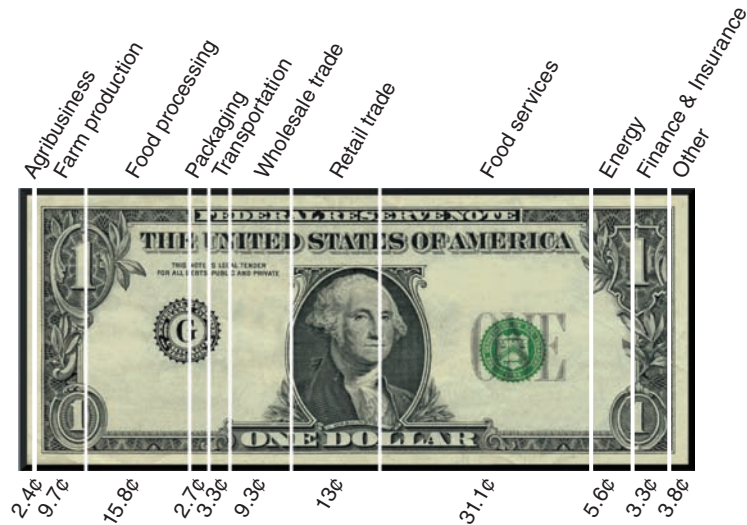 Agribusiness
Farm production
Food processing
Packaging
Transportation
Wholesale trade
Retail trade
Food services
Energy
Finance & Insurance
Other
FEDERAL RESERVE NOTE
THE UNITED STATES OF AMERICA
THIS NOTE IS LEGAL TENDER
FOR ALL DEBTS, PUBLIC AND PRIVATE
1
1
G
ONE
1
1
ONE DOLLAR
2.4¢
9.7¢
15.8¢
2.7¢
3.3¢
9.3¢
13¢
31.1¢
5.6¢
3.3¢
3.8¢